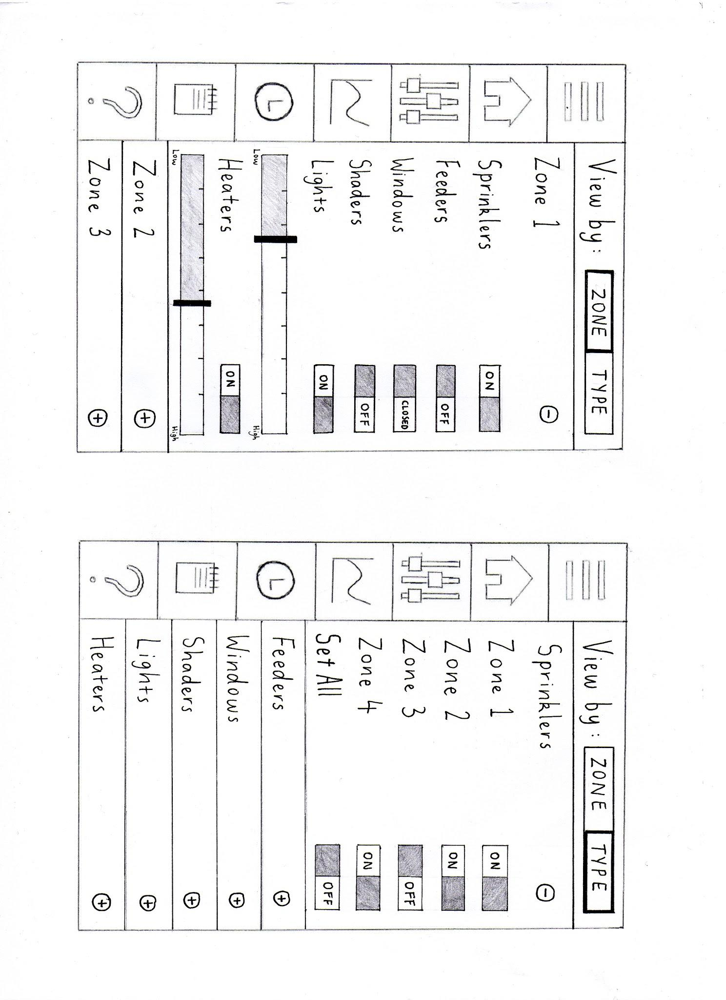 View by: ZONE TYPE
Zone 1
Sprinklers ON
Feeders OFF
Windows CLOSED
Shaders OFF
Lights ON
Low High
Heaters ON
Low High
Zone 2
Zone 3
View by: ZONE TYPE
Sprinklers
Zone 1 ON
Zone 2 ON
Zone 3 OFF
Zone 4 ON
Set All OFF
Feeders
Windows
Shaders
Lights
Heaters